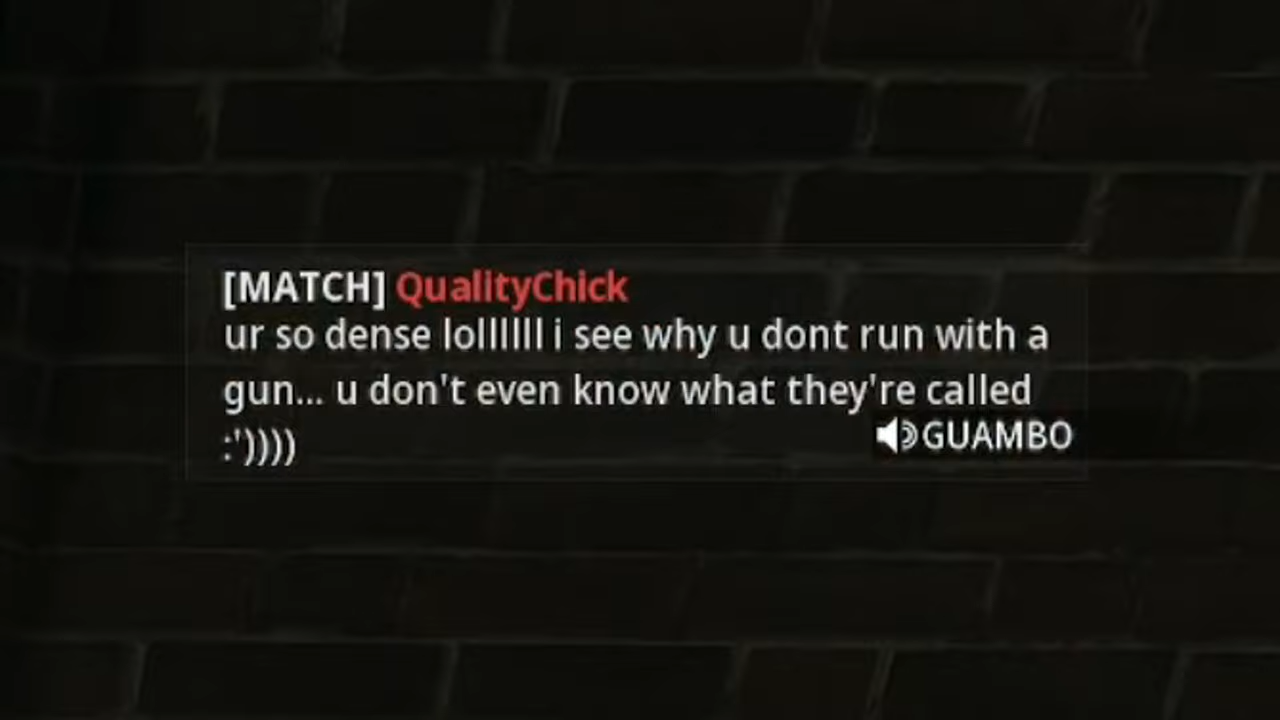 [MATCH] QualityChick
ur so dense lolllllll i see why u dont run with a
gun... u don't even know what they're called
:'))))
GUAMBO